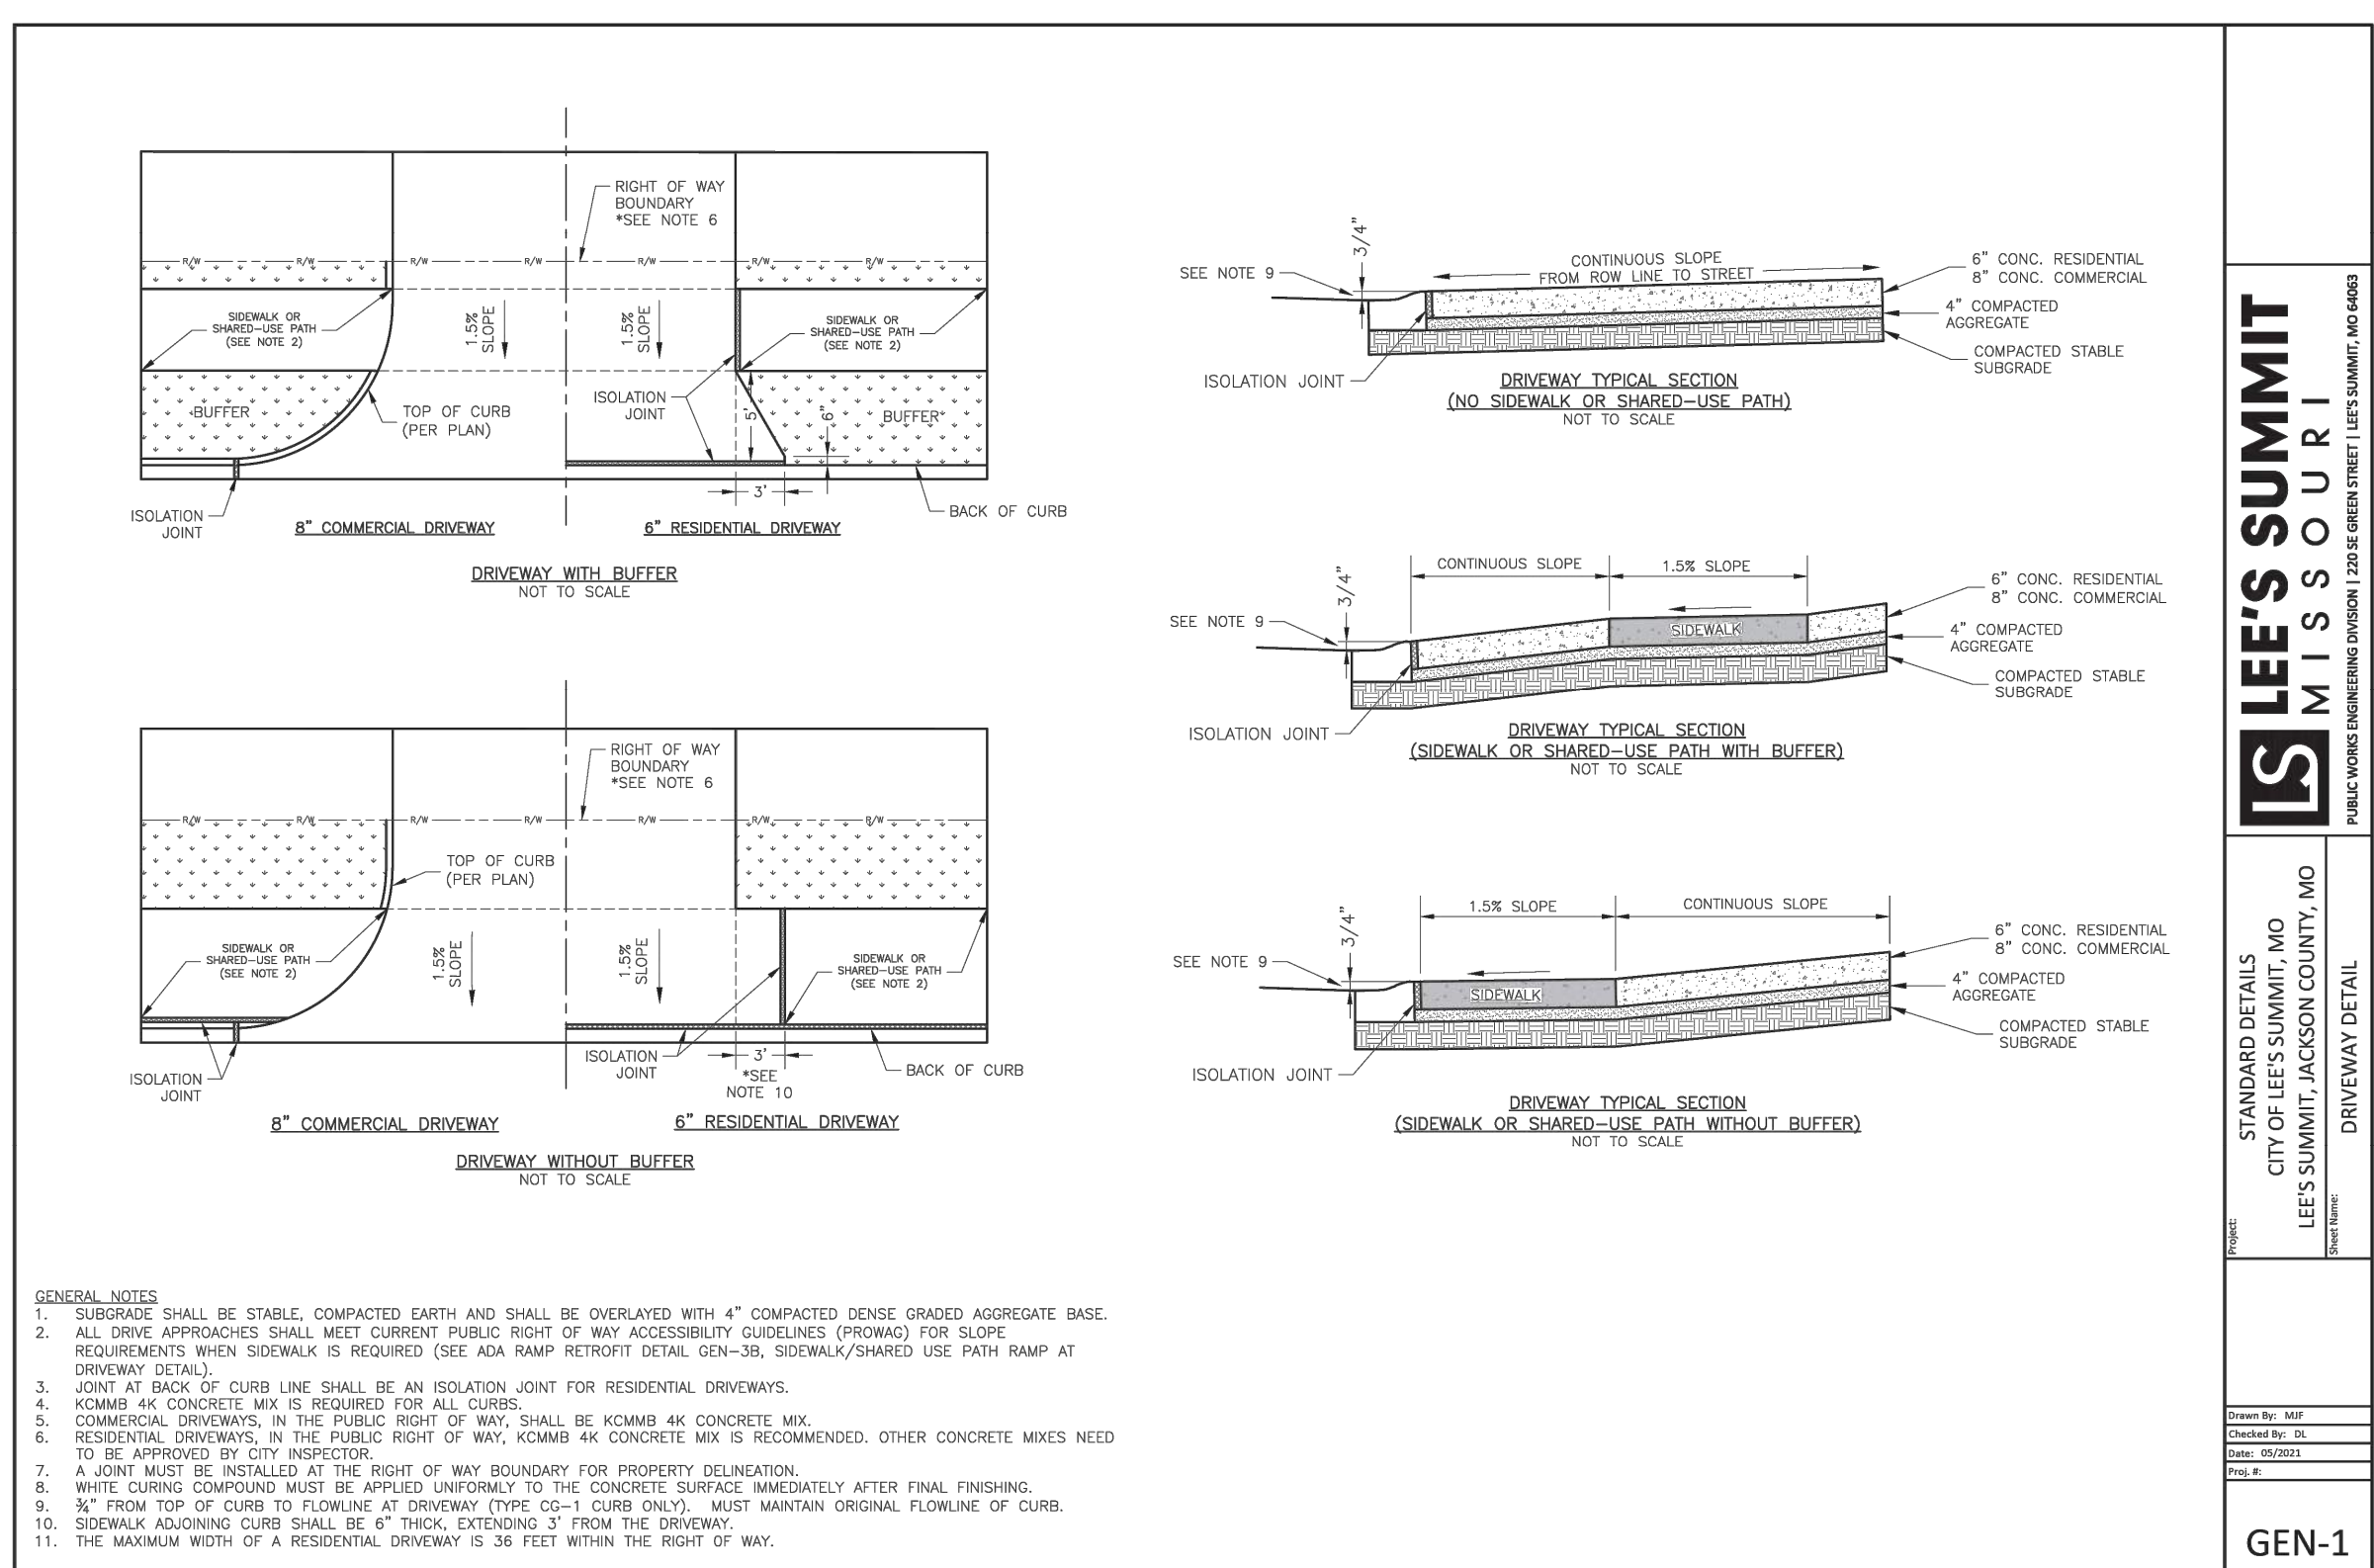 RIGHT OF WAY
BOUNDARY
*SEE NOTE 6
R/W
R/W
R/W
R/W
R/W
R/W
R/W
SIDEWALK OR
SHARED-USE PATH
(SEE NOTE 2)
1.5%
SLOPE
1.5%
SLOPE
SIDEWALK OR
SHARED-USE PATH
(SEE NOTE 2)
BUFFER
TOP OF CURB
(PER PLAN)
ISOLATION
JOINT
5'
6"
BUFFER
3'
ISOLATION
JOINT
BACK OF CURB
8" COMMERCIAL DRIVEWAY
6" RESIDENTIAL DRIVEWAY
DRIVEWAY WITH BUFFER
NOT TO SCALE
RIGHT OF WAY
BOUNDARY
*SEE NOTE 6
R/W
R/W
R/W
R/W
R/W
R/W
R/W
TOP OF CURB
(PER PLAN)
SIDEWALK OR
SHARED-USE PATH
(SEE NOTE 2)
1.5%
SLOPE
1.5%
SLOPE
SIDEWALK OR
SHARED-USE PATH
(SEE NOTE 2)
ISOLATION
JOINT
ISOLATION
JOINT
3'
*SEE
NOTE 10
BACK OF CURB
8" COMMERCIAL DRIVEWAY
6" RESIDENTIAL DRIVEWAY
DRIVEWAY WITHOUT BUFFER
NOT TO SCALE
3/4"
SEE NOTE 9
CONTINUOUS SLOPE
FROM ROW LINE TO STREET
6" CONC. RESIDENTIAL
8" CONC. COMMERCIAL
4" COMPACTED
AGGREGATE
COMPACTED STABLE
SUBGRADE
ISOLATION JOINT
DRIVEWAY TYPICAL SECTION
(NO SIDEWALK OR SHARED-USE PATH)
NOT TO SCALE
3/4"
SEE NOTE 9
CONTINUOUS SLOPE
1.5% SLOPE
SIDEWALK
6" CONC. RESIDENTIAL
8" CONC. COMMERCIAL
4" COMPACTED
AGGREGATE
COMPACTED STABLE
SUBGRADE
ISOLATION JOINT
DRIVEWAY TYPICAL SECTION
(SIDEWALK OR SHARED-USE PATH WITH BUFFER)
NOT TO SCALE
3/4"
SEE NOTE 9
1.5% SLOPE
CONTINUOUS SLOPE
SIDEWALK
6" CONC. RESIDENTIAL
8" CONC. COMMERCIAL
4" COMPACTED
AGGREGATE
COMPACTED STABLE
SUBGRADE
ISOLATION JOINT
DRIVEWAY TYPICAL SECTION
(SIDEWALK OR SHARED-USE PATH WITHOUT BUFFER)
NOT TO SCALE
GENERAL NOTES
1. SUBGRADE SHALL BE STABLE, COMPACTED EARTH AND SHALL BE OVERLAYED WITH 4" COMPACTED DENSE GRADED AGGREGATE BASE.
2. ALL DRIVE APPROACHES SHALL MEET CURRENT PUBLIC RIGHT OF WAY ACCESSIBILITY GUIDELINES (PROWAG) FOR SLOPE
REQUIREMENTS WHEN SIDEWALK IS REQUIRED (SEE ADA RAMP RETROFIT DETAIL GEN-3B, SIDEWALK/SHARED USE PATH RAMP AT
DRIVEWAY DETAIL).
3. JOINT AT BACK OF CURB LINE SHALL BE AN ISOLATION JOINT FOR RESIDENTIAL DRIVEWAYS.
4. KCMMB 4K CONCRETE MIX IS REQUIRED FOR ALL CURBS.
5. COMMERCIAL DRIVEWAYS, IN THE PUBLIC RIGHT OF WAY, SHALL BE KCMMB 4K CONCRETE MIX.
6. RESIDENTIAL DRIVEWAYS, IN THE PUBLIC RIGHT OF WAY, KCMMB 4K CONCRETE MIX IS RECOMMENDED. OTHER CONCRETE MIXES NEED
TO BE APPROVED BY CITY INSPECTOR.
7. A JOINT MUST BE INSTALLED AT THE RIGHT OF WAY BOUNDARY FOR PROPERTY DELINEATION.
8. WHITE CURING COMPOUND MUST BE APPLIED UNIFORMLY TO THE CONCRETE SURFACE IMMEDIATELY AFTER FINAL FINISHING.
9. ¾" FROM TOP OF CURB TO FLOWLINE AT DRIVEWAY (TYPE CG-1 CURB ONLY). MUST MAINTAIN ORIGINAL FLOWLINE OF CURB.
10. SIDEWALK ADJOINING CURB SHALL BE 6" THICK, EXTENDING 3' FROM THE DRIVEWAY.
11. THE MAXIMUM WIDTH OF A RESIDENTIAL DRIVEWAY IS 36 FEET WITHIN THE RIGHT OF WAY.
LS LEE'S SUMMIT
MISSOURI
PUBLIC WORKS ENGINEERING DIVISION | 220 SE GREEN STREET | LEE'S SUMMIT, MO 64063
Project:
STANDARD DETAILS
CITY OF LEE'S SUMMIT, MO
LEE'S SUMMIT, JACKSON COUNTY, MO
Sheet Name:
DRIVEWAY DETAIL
Drawn By: MJF
Checked By: DL
Date: 05/2021
Proj. #:
GEN-1